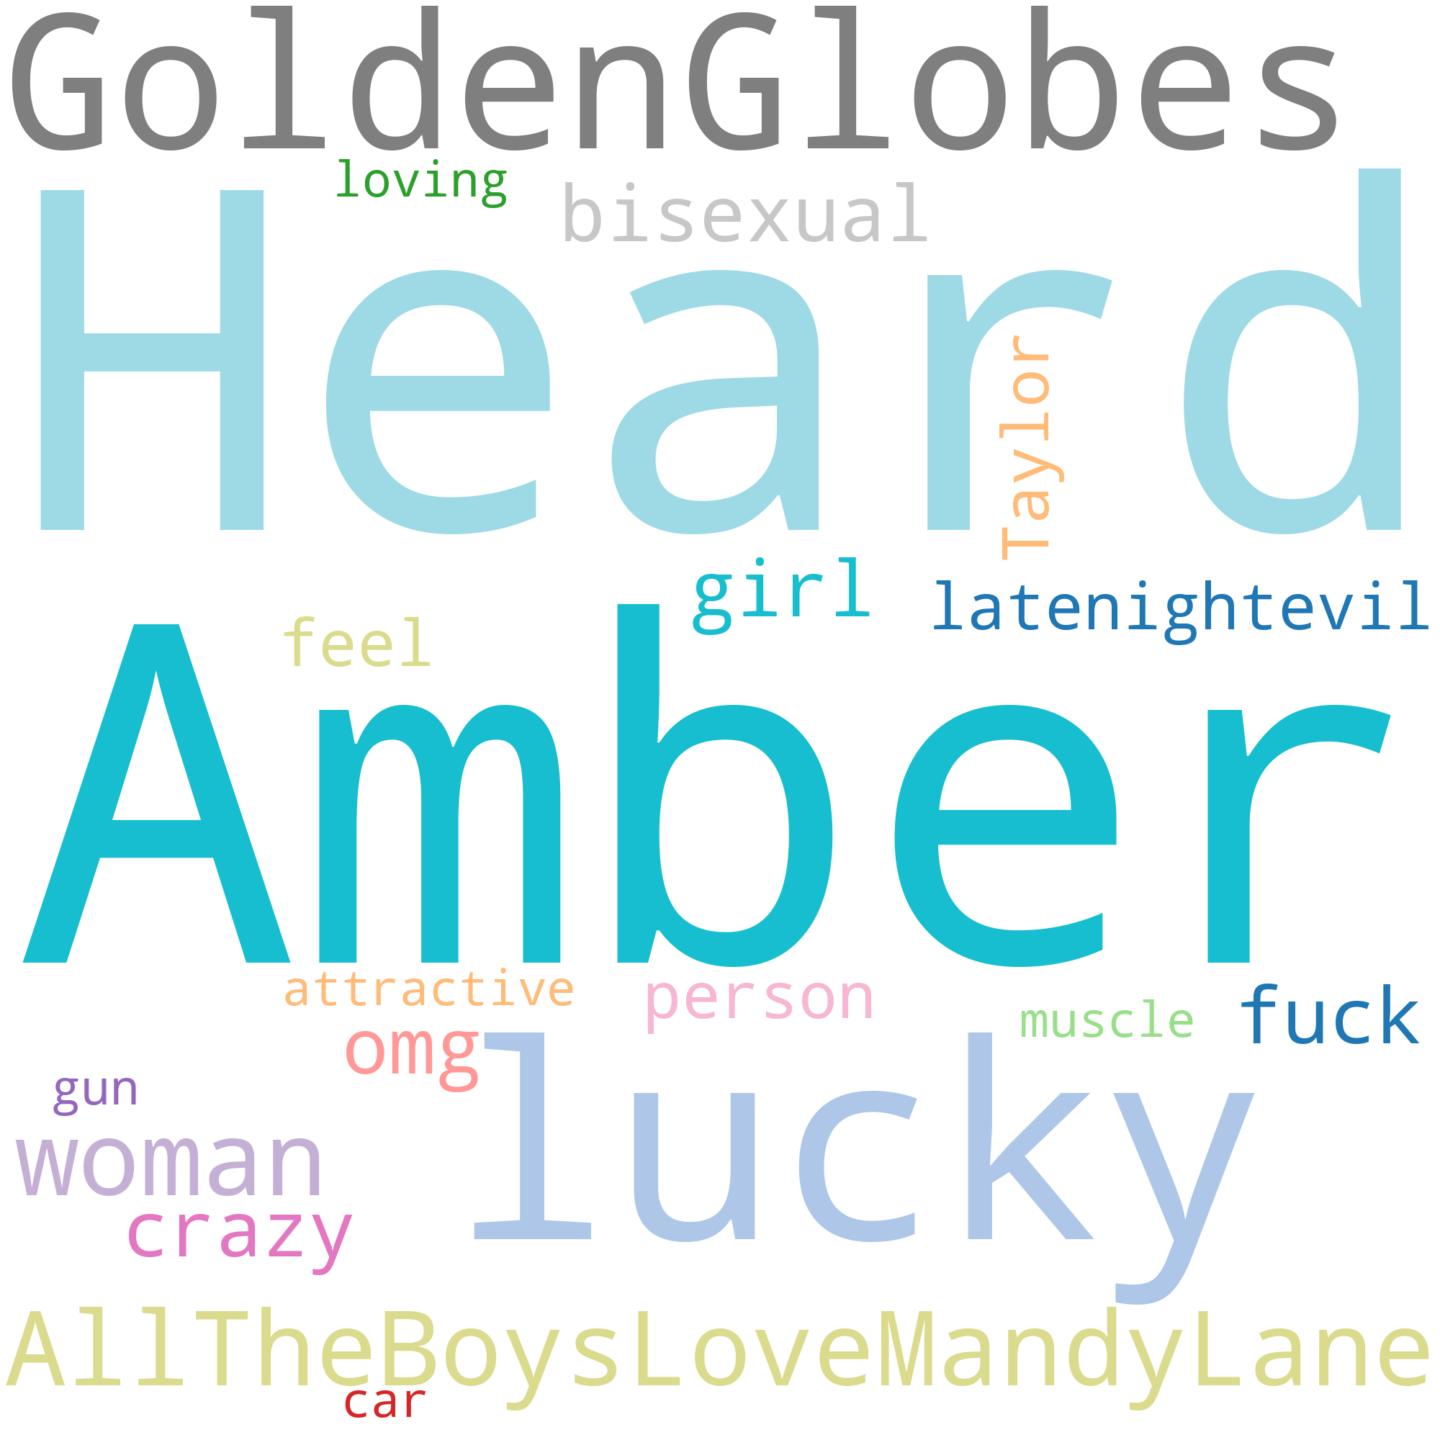 GoldenGlobes
loving
bisexual
Heard
Taylor
girl
latenightevil
feel
Amber
attractive
person
muscle
fuck
omg
lucky
gun
woman
crazy
AllTheBoysLoveMandyLane
car